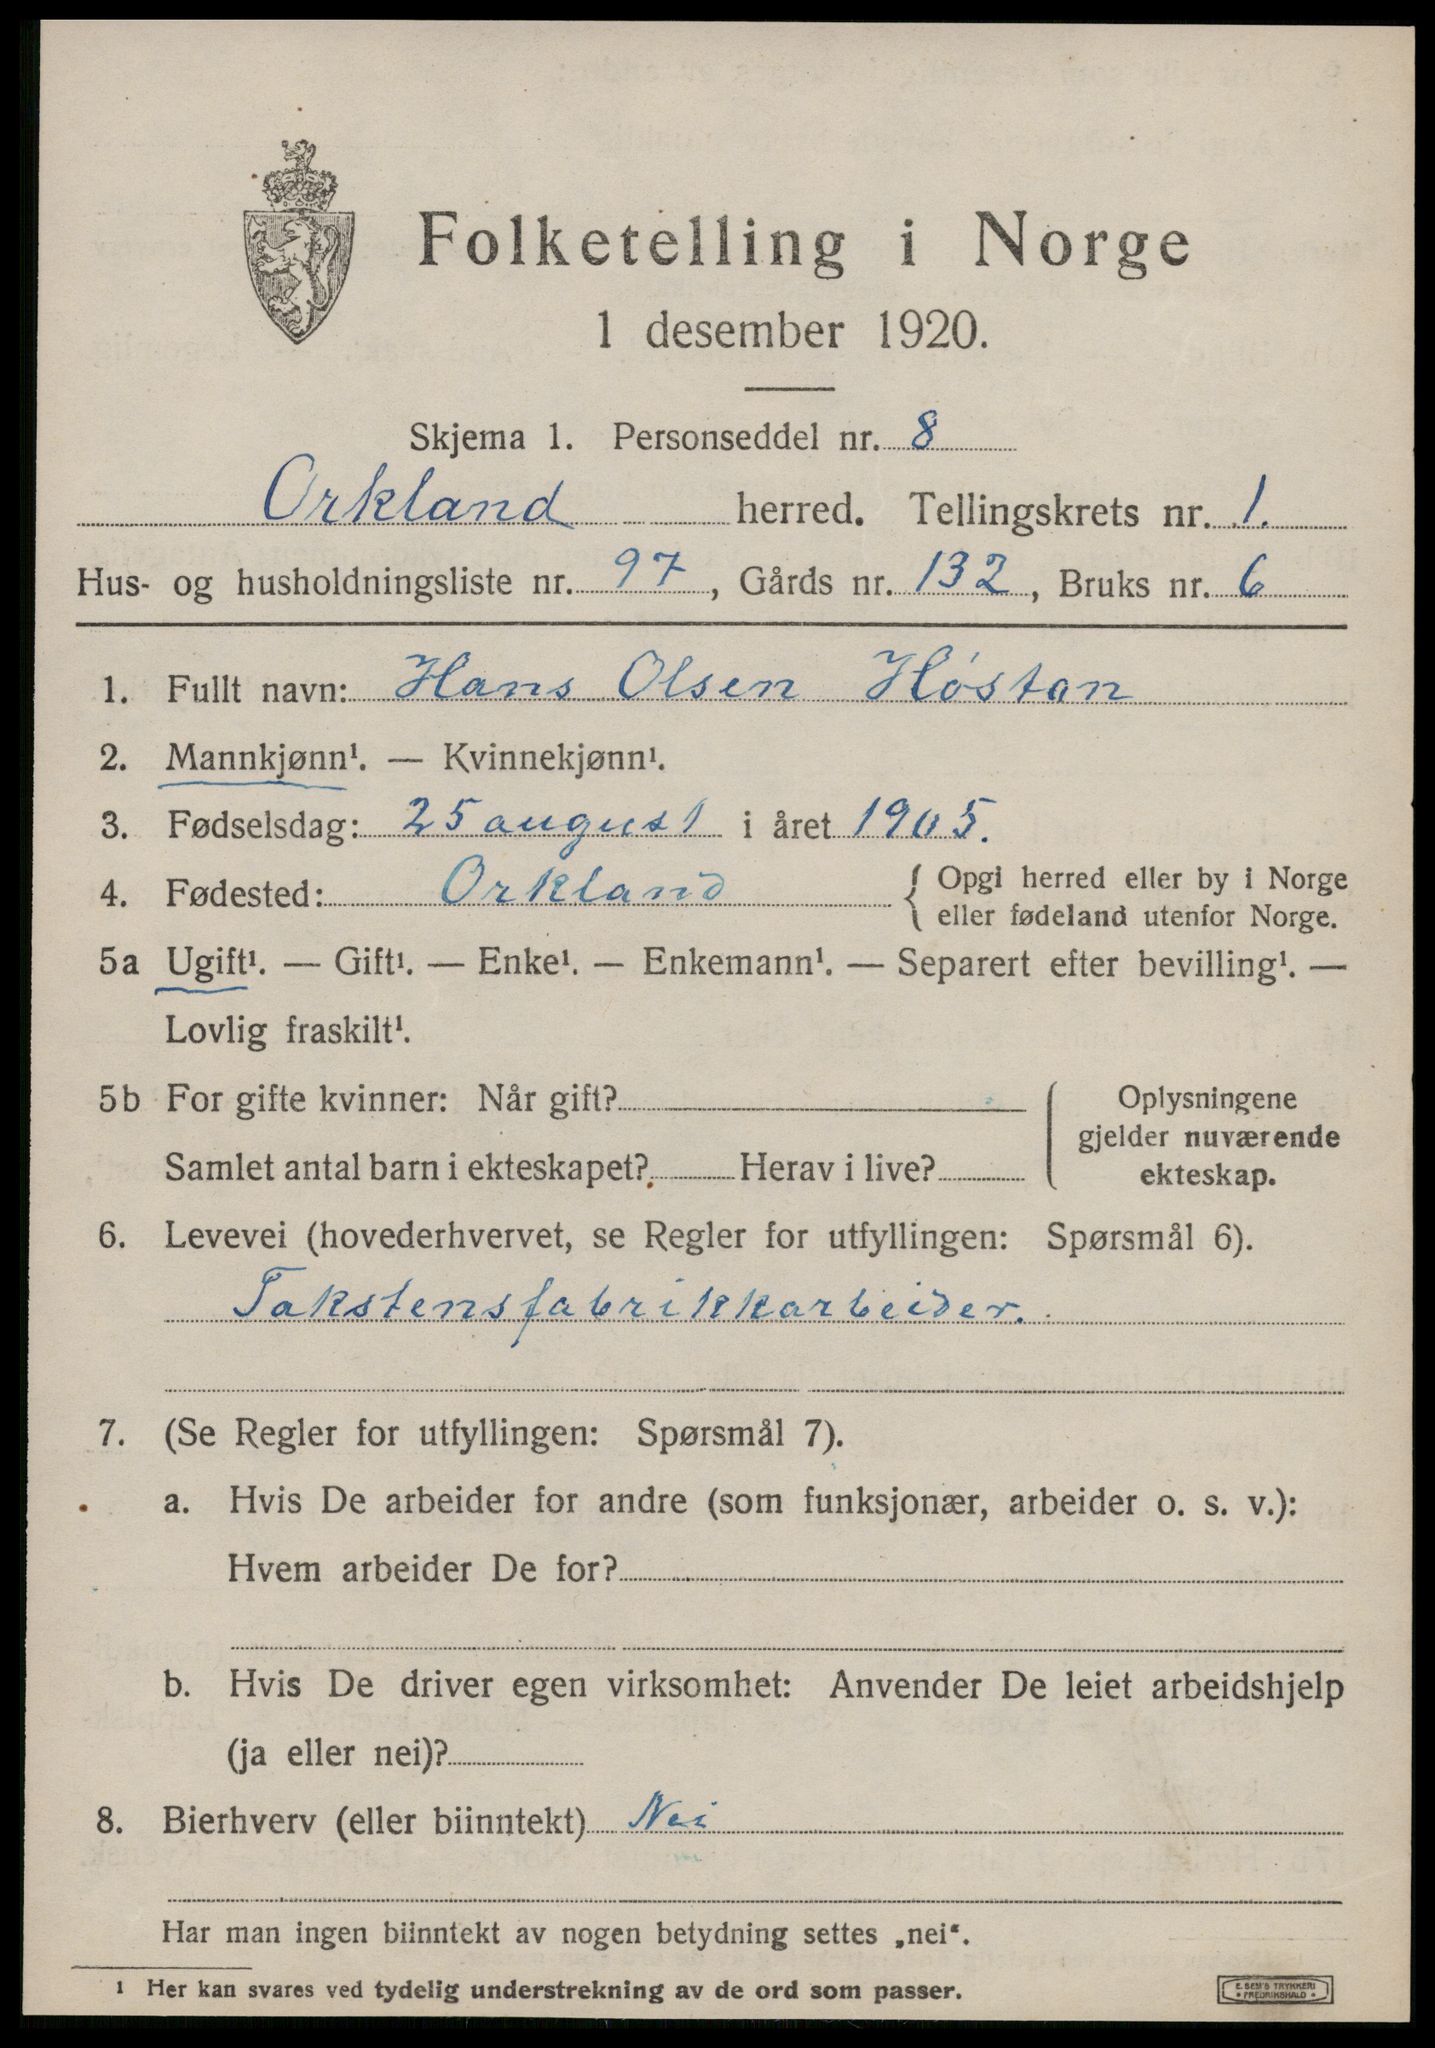 Folketelling i Norge
1 desember 1920.
Skjema 1. Personseddel nr. 8
Orkland herred. Tellingskrets nr. 1.
Hus- og husholdningsliste nr. 97, Gårds nr. 132, Bruks nr. 6
1. Fullt navn: Hans Olsen Høstan
2. Mannkjønn¹. — Kvinnekjønn¹.
3. Fødselsdag: 25 august i året 1905.
4. Fødested: Orkland { Opgi herred eller by i Norge
eller fødeland utenfor Norge.
5a Ugift¹. — Gift¹. — Enke¹. — Enkemann¹. — Separert efter bevilling¹. —
Lovlig fraskilt¹.
5b For gifte kvinner: Når gift?
Samlet antal barn i ekteskapet? Herav i live?
Oplysningene
gjelder nuværende
ekteskap.
6. Levevei (hovederhvervet, se Regler for utfyllingen: Spørsmål 6).
Takstensfabrikkarbeider.
7. (Se Regler for utfyllingen: Spørsmål 7).
a. Hvis De arbeider for andre (som funksjonær, arbeider o. s. v.):
Hvem arbeider De for?
b. Hvis De driver egen virksomhet: Anvender De leiet arbeidshjelp
(ja eller nei)?
8. Bierhverv (eller biinntekt) Nei
Har man ingen biinntekt av nogen betydning settes „nei“.
¹ Her kan svares ved tydelig understrekning av de ord som passer.
E. SEM'S TRYKKERI
• FREDRIKSHALD •